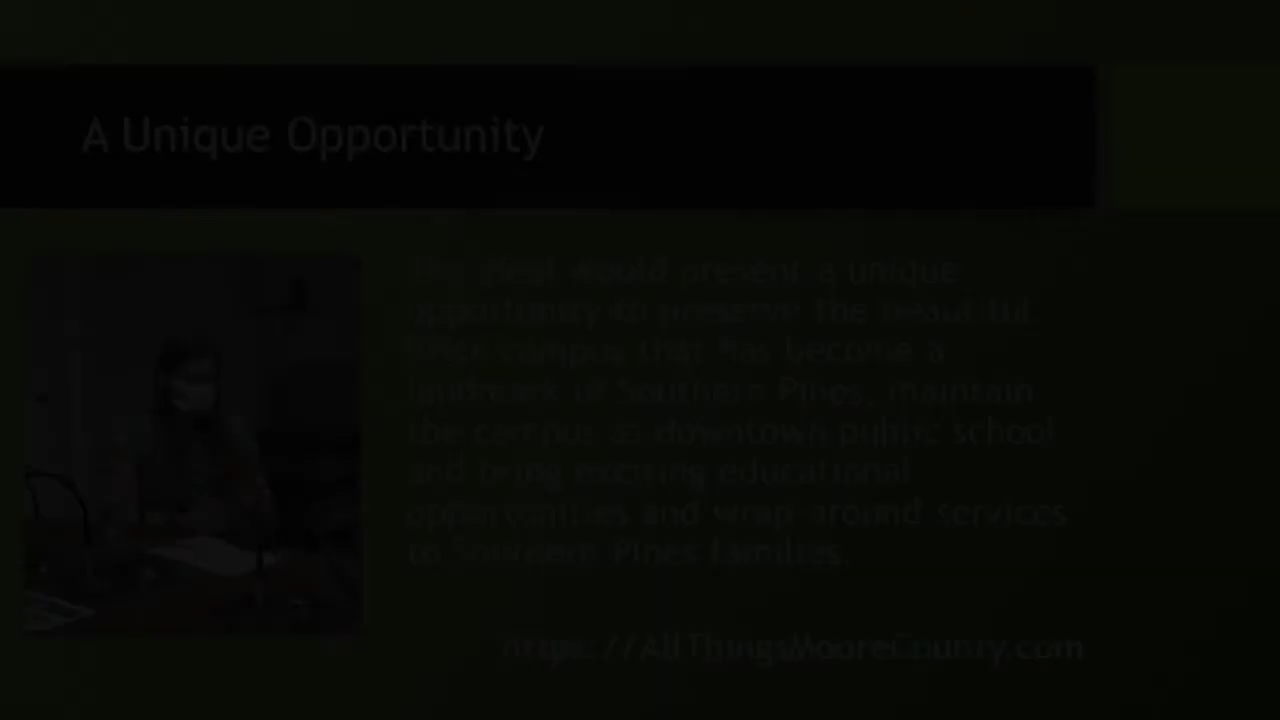 A Unique Opportunity
would present a unique
opportunity to preserve the beautiful
campus that has become a
landmark of Southern Pines, maintain
the campus as downtown public school
and bring exciting educational
opportunities and wrap-around services
to Southern Pines families.
https://AllThingsMooreCounty.com